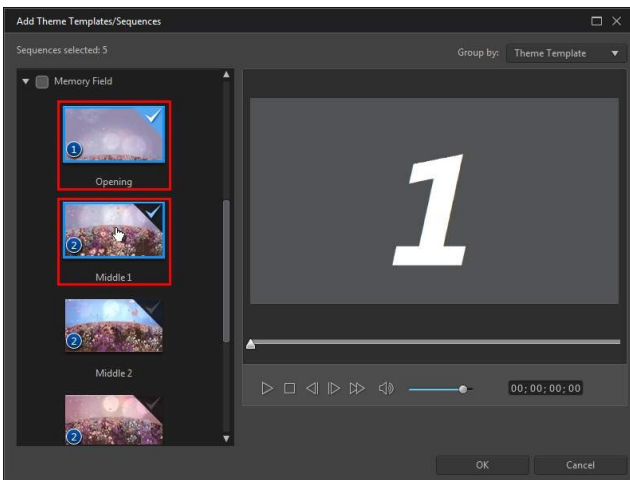 Add Theme Templates/Sequences
Sequences selected: 5
Group by: Theme Template
Memory Field
1
Opening
2
Middle 1
2
Middle 2
2
1
00;00;00;00
OK
Cancel